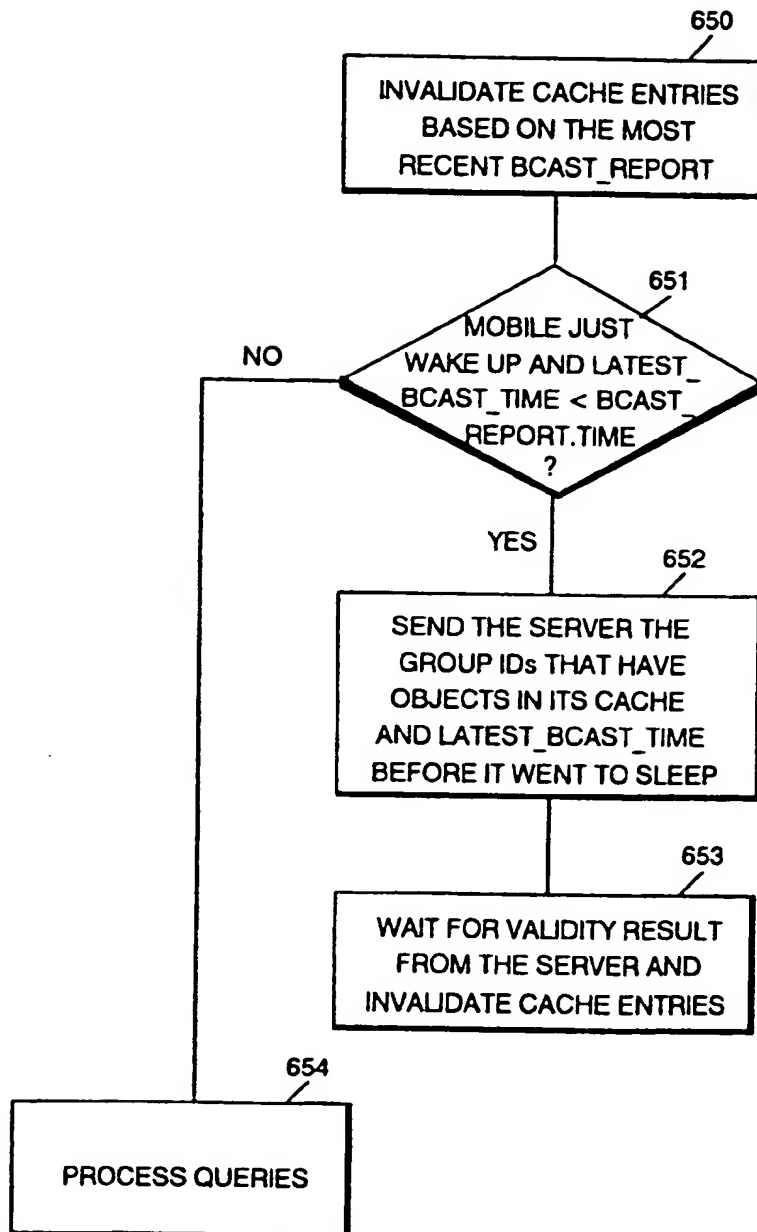 650
INVALIDATE CACHE ENTRIES
BASED ON THE MOST
RECENT BCAST_REPORT
651
MOBILE JUST
WAKE UP AND LATEST_
BCAST_TIME < BCAST_
REPORT.TIME
?
NO
YES
652
SEND THE SERVER THE
GROUP IDs THAT HAVE
OBJECTS IN ITS CACHE
AND LATEST_BCAST_TIME
BEFORE IT WENT TO SLEEP
653
WAIT FOR VALIDITY RESULT
FROM THE SERVER AND
INVALIDATE CACHE ENTRIES
654
PROCESS QUERIES